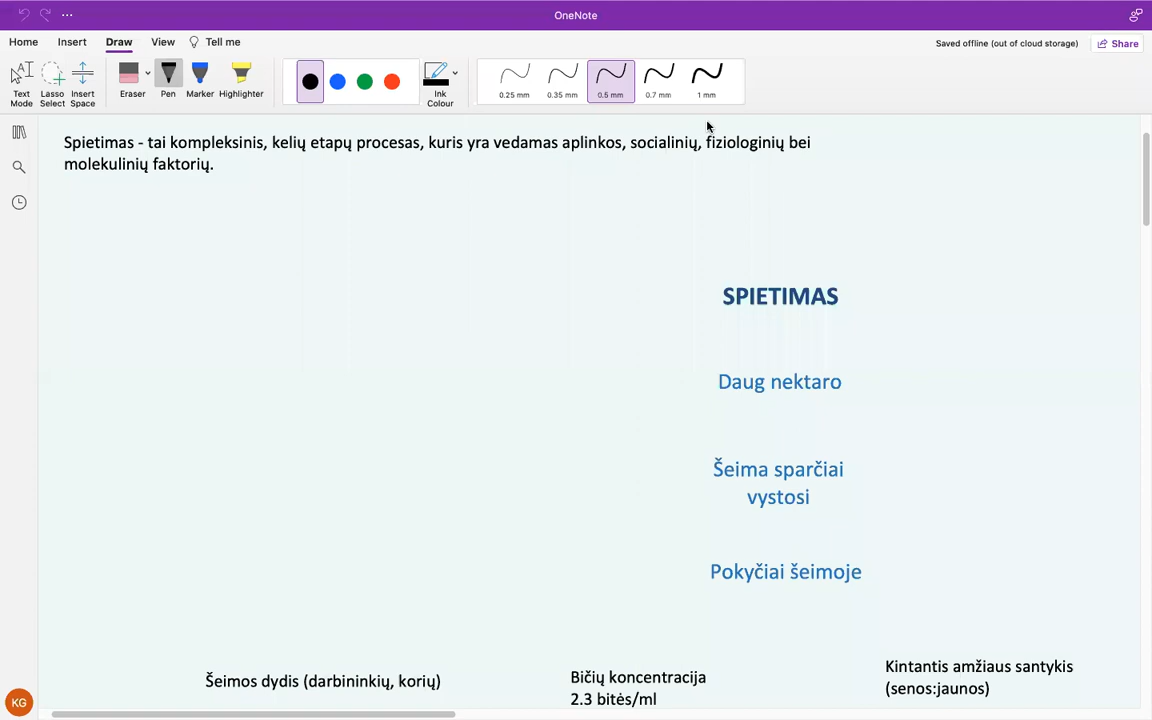 OneNote
Home Insert Draw View Tell me
Saved offline (out of cloud storage) Share
Text Mode
Lasso Select
Insert Space
Eraser
Pen
Marker
Highlighter
Ink Colour
0.25 mm
0.35 mm
0.5 mm
0.7 mm
1 mm
Spietimas - tai kompleksinis, kelių etapų procesas, kuris yra vedamas aplinkos, socialinių, fiziologinių bei
molekulinių faktorių.
SPIETIMAS
Daug nektaro
Šeima sparčiai
vystosi
Pokyčiai šeimoje
Šeimos dydis (darbininkių, korių)
Bičių koncentracija
2.3 bitės/ml
Kintantis amžiaus santykis
(senos:jaunos)
KG